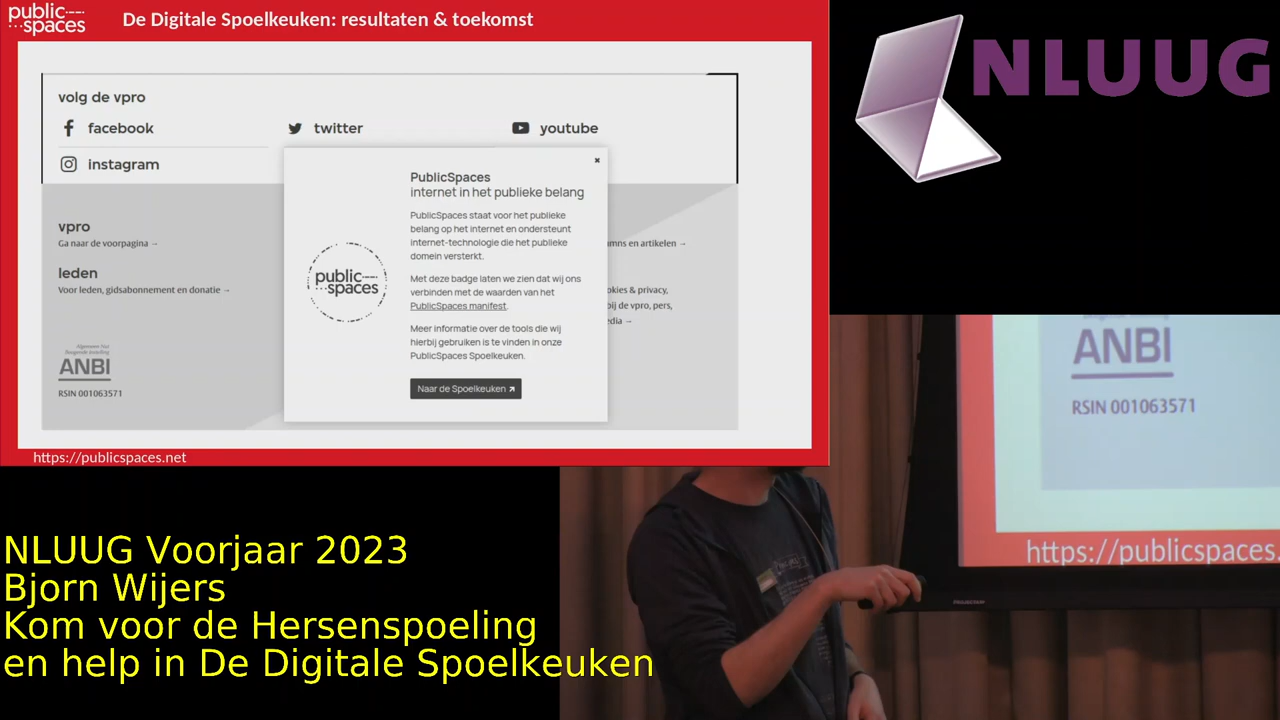 public
spaces
De Digitale Spoelkeuken: resultaten & toekomst
volg de vpro
facebook
twitter
youtube
instagram
PublicSpaces
internet in het publieke belang
PublicSpaces staat voor het publieke
belang op het internet en ondersteunt
internet-technologie die het publieke
domein versterkt.
Met deze badge laten we zien dat wij ons
verbinden met de waarden van het
PublicSpaces manifest.
Meer informatie over de tools die wij
hierbij gebruiken is te vinden in onze
PublicSpaces Spoelkeuken.
Naar de Spoelkeuken
public
spaces
vpro
Ga naar de voorpagina →
leden
Voor leden, gidsabonnement en donatie →
en artikelen →
& privacy,
bij de vpro, pers,
Algemeen Nut
Beogende Instelling
ANBI
RSIN 001063571
https://publicspaces.net
NLUUG
ANBI
RSIN 001063571
https://publicspaces.
NLUUG Voorjaar 2023
Bjorn Wijers
Kom voor de Hersenspoeling
en help in De Digitale Spoelkeuken